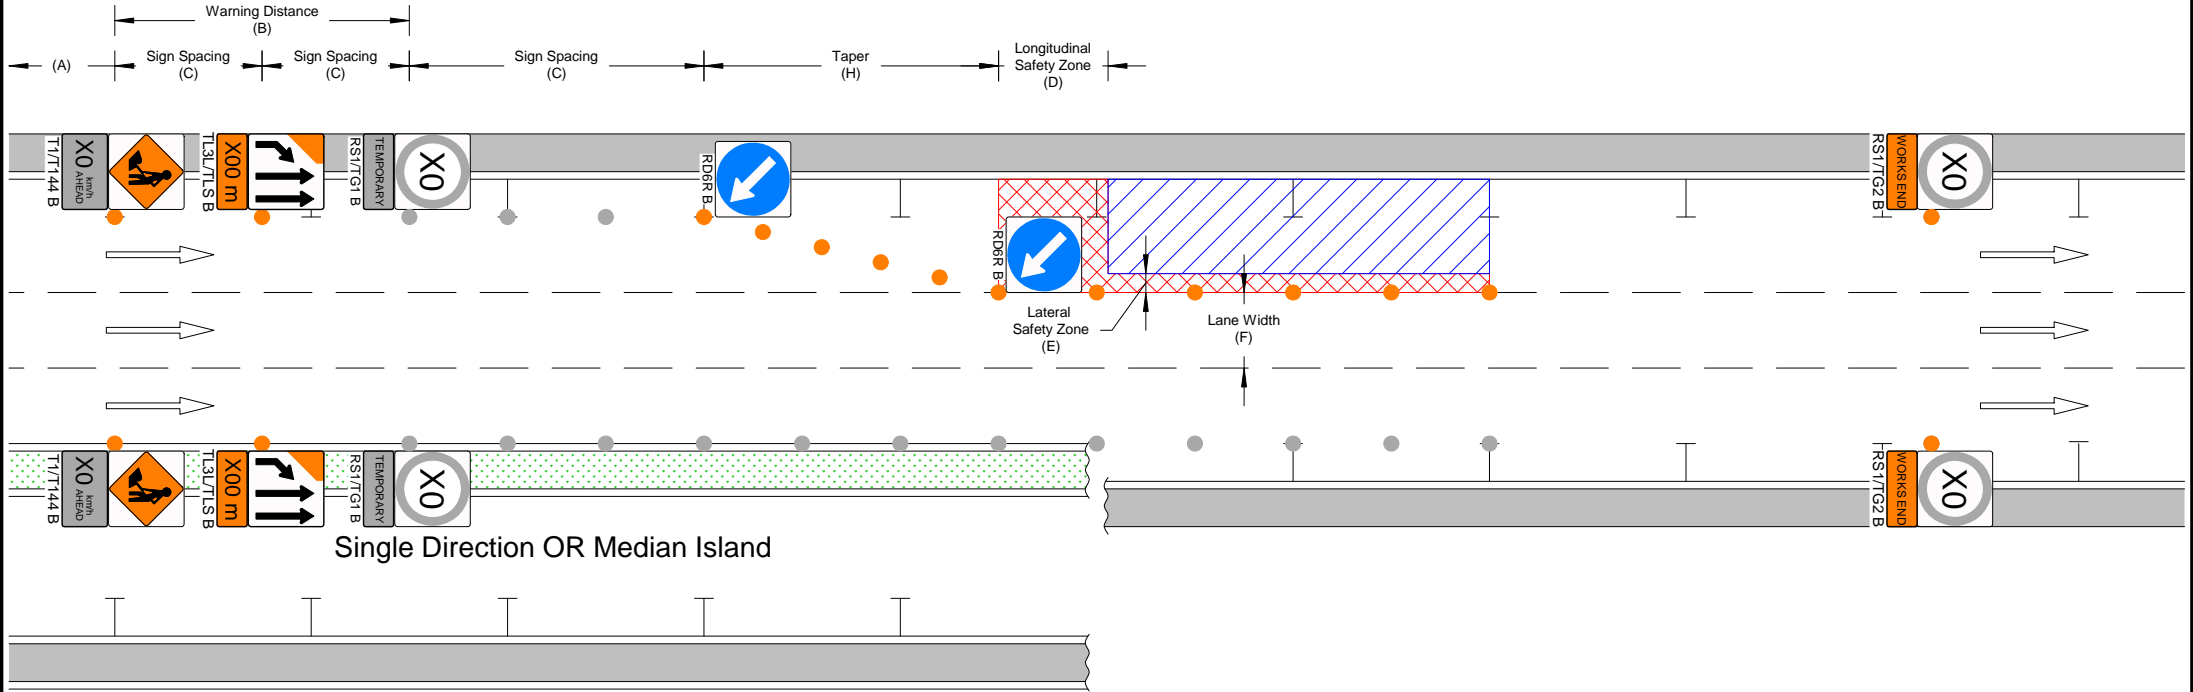 Warning Distance
(B)
(A)
Sign Spacing
(C)
Sign Spacing
(C)
Sign Spacing
(C)
Taper
(H)
Longitudinal
Safety Zone
(D)
T1/T144 B
X0 km/h
AHEAD
TL3L/TLS B
X00 m
RS1/TG1 B
TEMPORARY
X0
RD6R B
RD6R B
RS1/TG2 B
WORKS END
X0
Lateral
Safety Zone
(E)
Lane Width
(F)
T1/T144 B
X0 km/h
AHEAD
TL3L/TLS B
X00 m
RS1/TG1 B
TEMPORARY
X0
RS1/TG2 B
WORKS END
X0
Single Direction OR Median Island